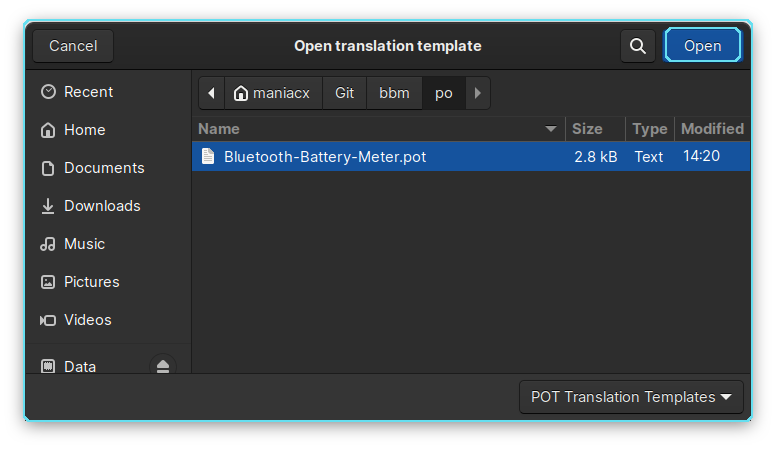 Cancel Open translation template Open
Recent
maniacx Git bbm po
Home
Name Size Type Modified
Bluetooth-Battery-Meter.pot 2.8 kB Text 14:20
Documents
Downloads
Music
Pictures
Videos
Data
POT Translation Templates